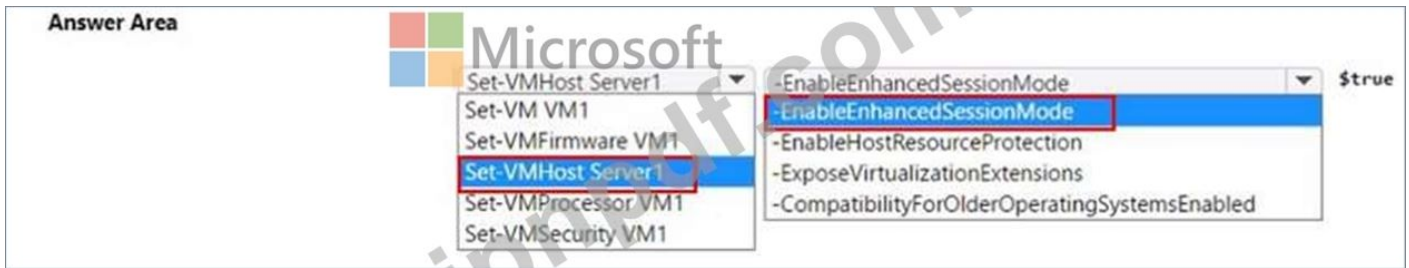 Answer Area
Microsoft
Set-VMHost Server1 -EnableEnhancedSessionMode $true
Set-VM VM1 -EnableEnhancedSessionMode
Set-VMFirmware VM1 -EnableHostResourceProtection
Set-VMHost Server1 -ExposeVirtualizationExtensions
Set-VMProcessor VM1 -CompatibilityForOlderOperatingSystemsEnabled
Set-VMSecurity VM1